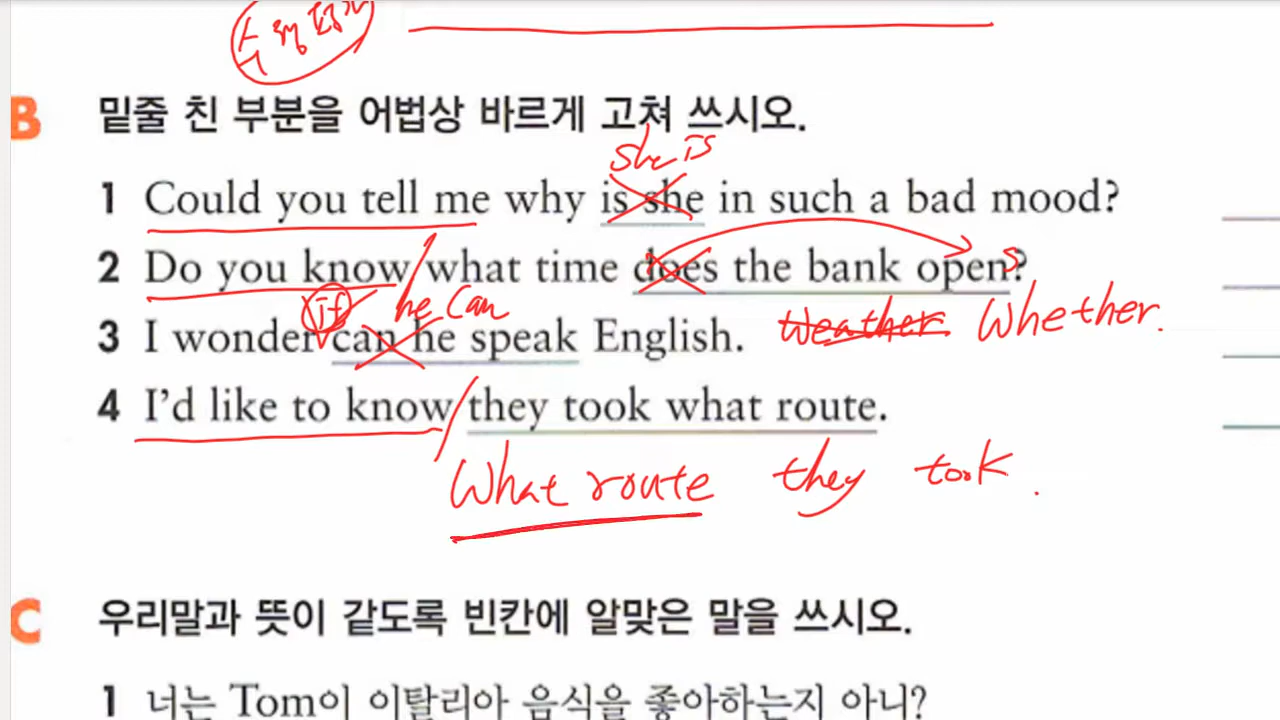 B 밑줄 친 부분을 어법상 바르게 고쳐 쓰시오.
she is
1 Could you tell me why is she in such a bad mood?
2 Do you know what time does the bank open? s
if he can
Weather Whether.
3 I wonder can he speak English.
4 I'd like to know they took what route.
What route they took.
C 우리말과 뜻이 같도록 빈칸에 알맞은 말을 쓰시오.
1 너는 Tom이 이탈리아 음식을 좋아하는지 아니?